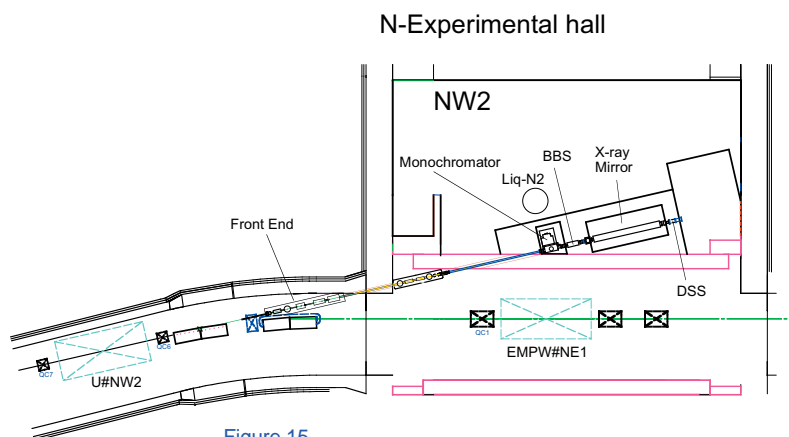 N-Experimental hall
NW2
Monochromator
BBS
X-ray
Mirror
Liq-N2
Front End
DSS
QC1
EMPW#NE1
QC6
QC7
U#NW2
Figure 15